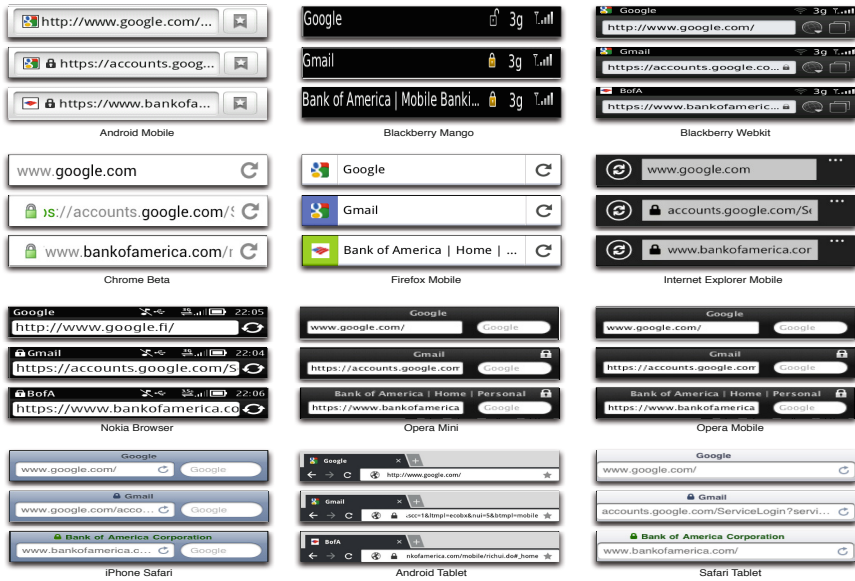 http://www.google.com/...
https://accounts.goog...
https://www.bankofa...
Android Mobile
Google 3g
Gmail 3g
Bank of America | Mobile Banki... 3g
Blackberry Mango
Google 3g
http://www.google.com/
Gmail 3g
https://accounts.google.co...
BofA 3g
https://www.bankofameric...
Blackberry Webkit
www.google.com
os://accounts.google.com/S
www.bankofamerica.com/r
Chrome Beta
Google
Gmail
Bank of America | Home | ...
Firefox Mobile
www.google.com
accounts.google.com/Se
www.bankofamerica.cor
Internet Explorer Mobile
Google 22:05
http://www.google.fi/
Gmail 22:04
https://accounts.google.com/S
BofA 22:06
https://www.bankofamerica.co
Nokia Browser
Google
www.google.com/ Google
Gmail
https://accounts.google.com Google
Bank of America | Home | Personal
https://www.bankofamerica Google
Opera Mini
Google
www.google.com/ Google
Gmail
https://accounts.google.com Google
Bank of America | Home | Personal
https://www.bankofamerica Google
Opera Mobile
Google
www.google.com/ Google
Gmail
www.google.com/acco... Google
Bank of America Corporation
www.bankofamerica.c... Google
iPhone Safari
Google
http://www.google.com/
Gmail
.scc=1&ltmpl=ecobx&nui=5&btmpl=mobile
BofA
nkofamerica.com/mobile/richui.do#_home
Android Tablet
Google
www.google.com/
Gmail
accounts.google.com/ServiceLogin?servi...
Bank of America Corporation
www.bankofamerica.com/
Safari Tablet